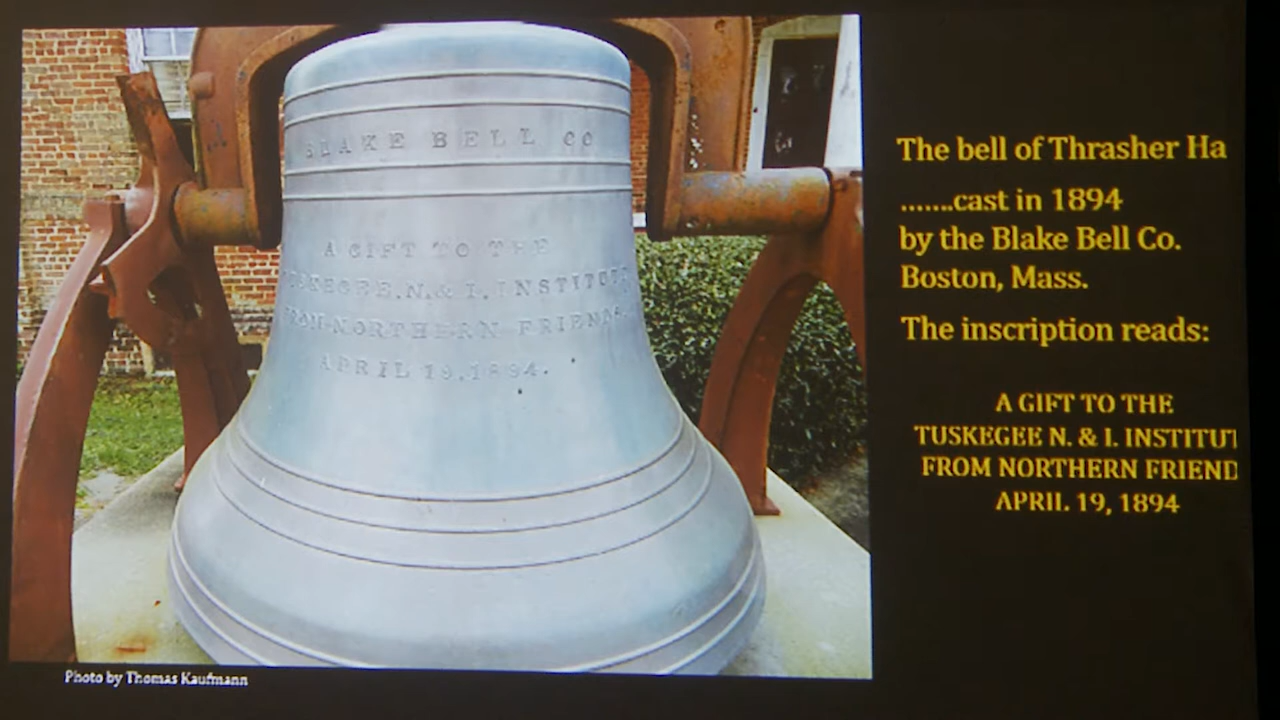 BLAKE BELL CO
A GIFT TO THE
TUSKEGEE.N.& I. INSTITUT
FROM NORTHERN FRIENDS.
APRIL 19.1894.
Photo by Thomas Kaufmann
The bell of Thrasher Ha
.......cast in 1894
by the Blake Bell Co.
Boston, Mass.
The inscription reads:
A GIFT TO THE
TUSKEGEE N. & I. INSTITUT
FROM NORTHERN FRIEND
APRIL 19, 1894